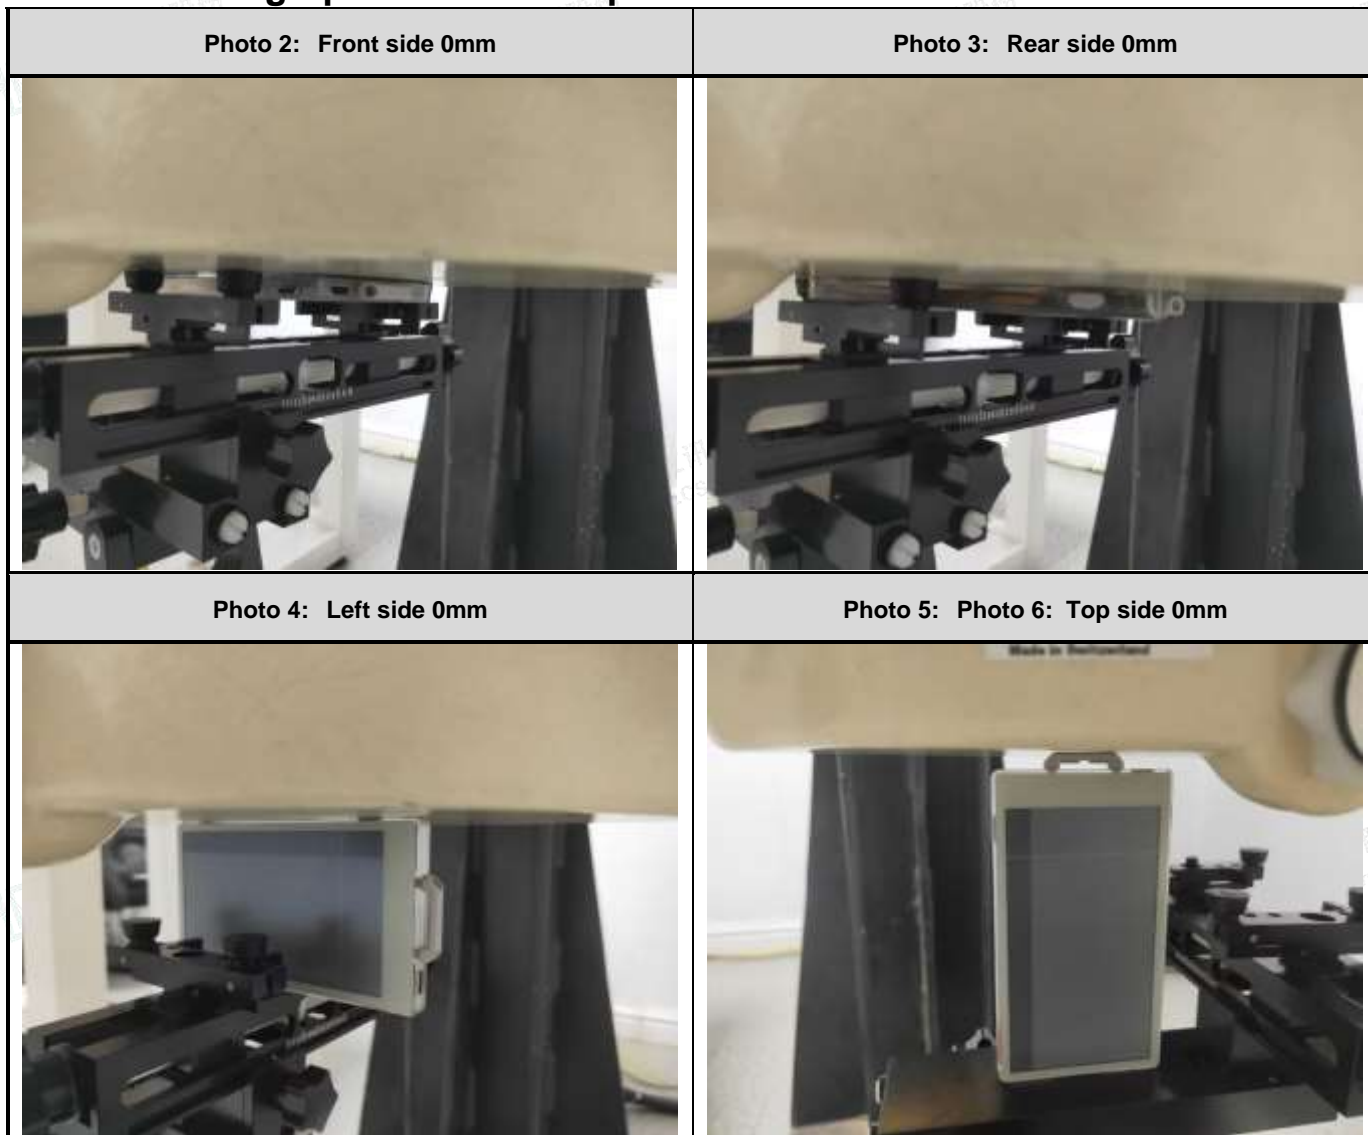 Photo 2: Front side 0mm
Photo 3: Rear side 0mm
Photo 4: Left side 0mm
Photo 5: Photo 6: Top side 0mm
Made in Switzerland